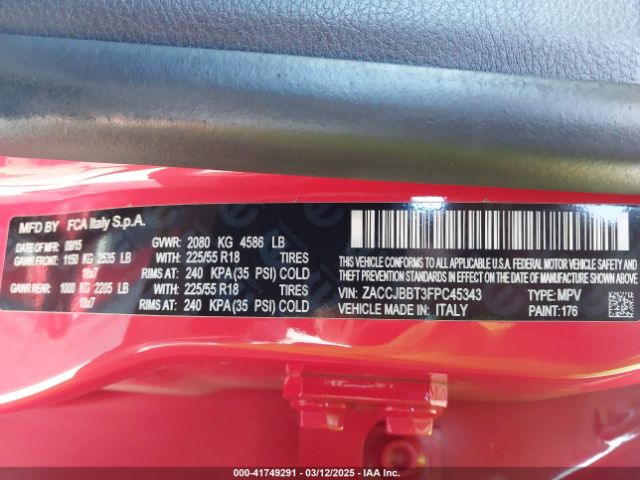 MFD BY FCA Italy S.p.A.
DATE OF MFR: 09/15 GVWR: 2080 KG 4586 LB
GAWR FRONT: 1150 KG 2535 LB WITH: 225/55 R18 TIRES
18x7 RIMS AT: 240 KPA(35 PSI) COLD
GAWR REAR: 1000 KG 2205 LB WITH: 225/55 R18 TIRES
18x7 RIMS AT: 240 KPA(35 PSI) COLD
THIS VEHICLE CONFORMS TO ALL APPLICABLE U.S.A. FEDERAL MOTOR VEHICLE SAFETY
BUMPER AND THEFT PREVENTION STANDARDS IN EFFECT ON THE DATE OF MANUFACTURE SHOWN ABOVE.
VIN: ZACCJBBT3FPC45343 TYPE: MPV
VEHICLE MADE IN: ITALY PAINT: 176
000-41749291 - 03/12/2025 - IAAI.com